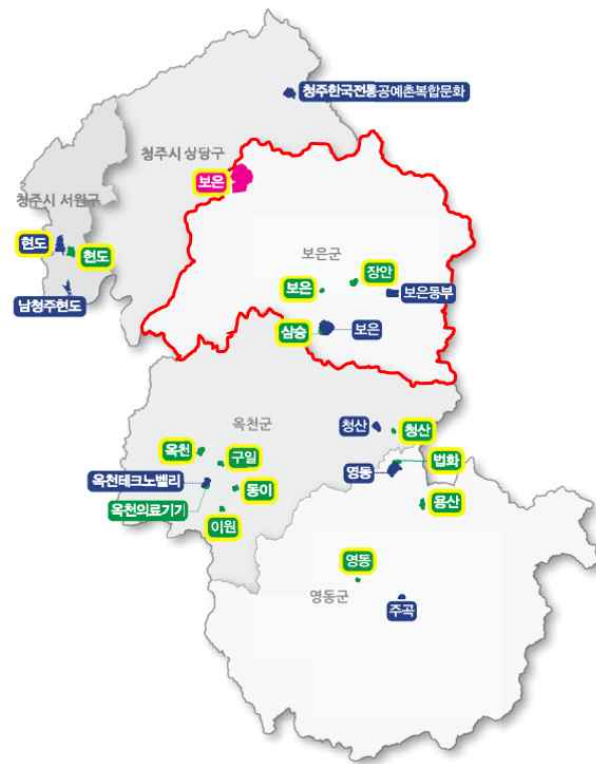 청주한국전통공예촌복합문화
청주시 상당구
보은
청주시 서원구
현도
현도
남청주현도
보은군
보은
장안
보은동부
삼승
보은
옥천군
청산
청산
옥천
구일
법화
영동
옥천테크노밸리
동이
용산
옥천의료기기
이원
영동
영동군
주곡